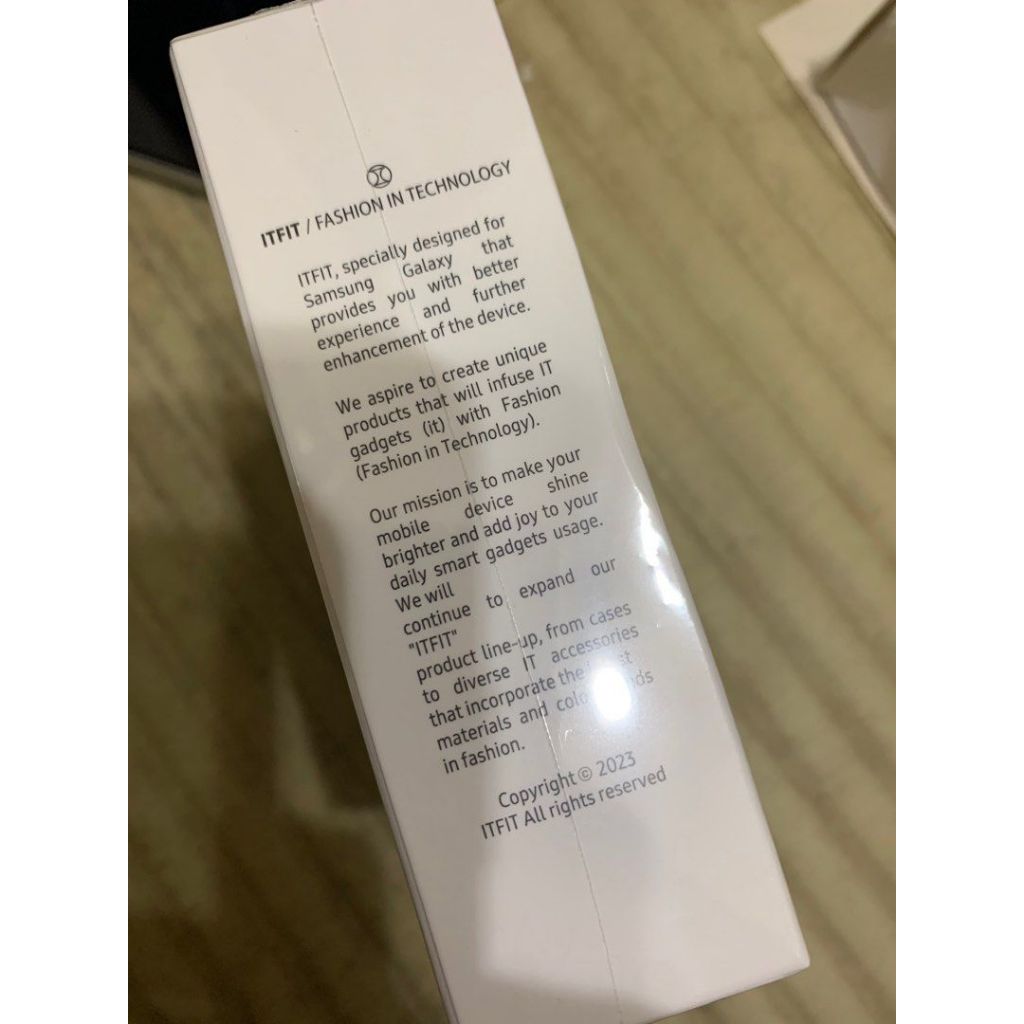 ITFIT / FASHION IN TECHNOLOGY
ITFIT, specially designed for
Samsung Galaxy that
provides you with better
experience and further
enhancement of the device.
We aspire to create unique
products that will infuse IT
gadgets (it) with Fashion
(Fashion in Technology).
Our mission is to make your
mobile device shine
brighter and add joy to your
daily smart gadgets usage.
We will
continue to expand our
"ITFIT"
product line-up, from cases
to diverse IT accessories
that incorporate the
materials and
in fashion.
Copyright © 2023
ITFIT All rights reserved